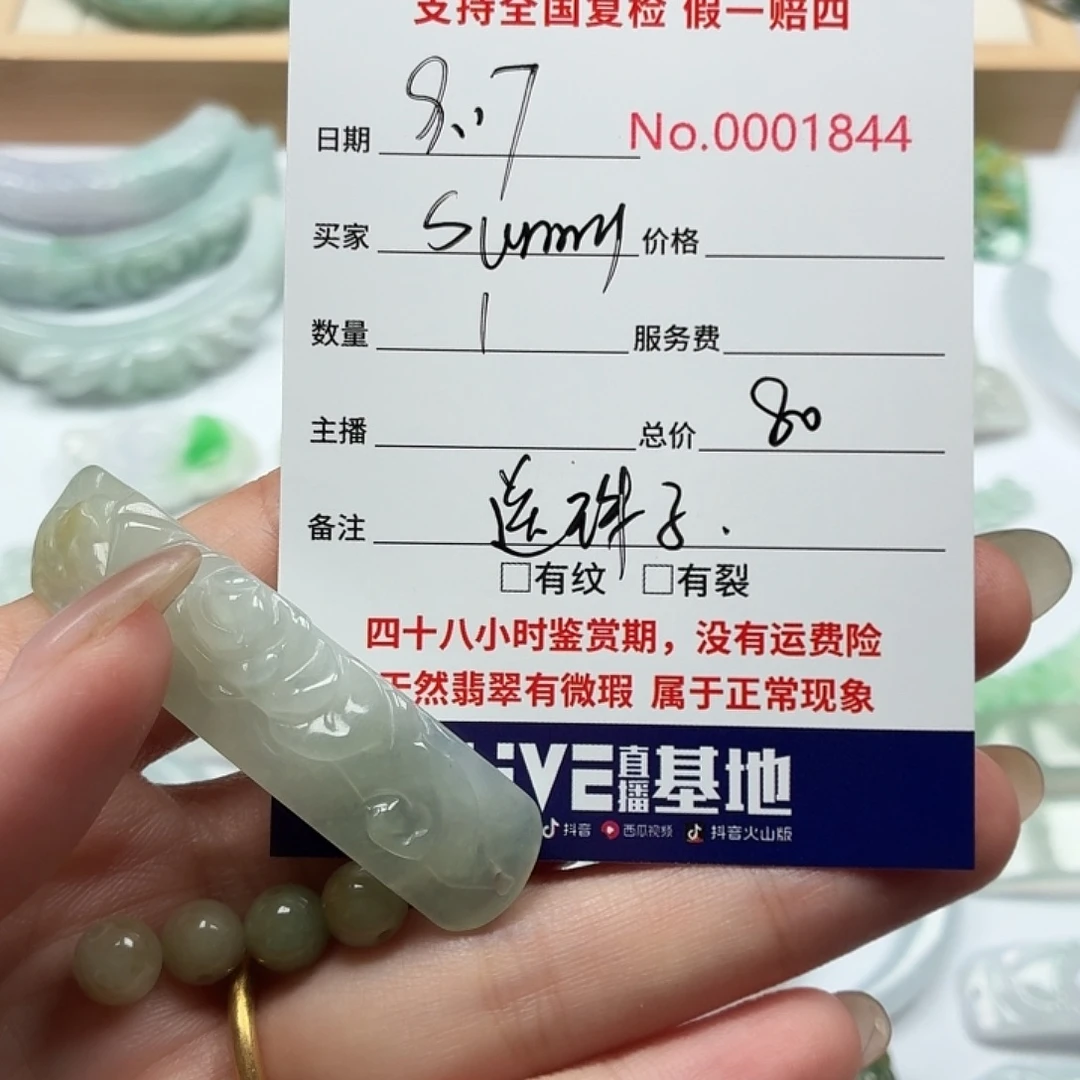 支持全国复检 假一赔四
日期 8.7 No.0001844
买家 Sunny 价格
数量 1 服务费
主播 总价 80
备注 送珠子.
□有纹 □有裂
四十八小时鉴赏期，没有运费险
天然翡翠有微瑕 属于正常现象
LiVE 直播 基地
抖音 西瓜视频 抖音火山版